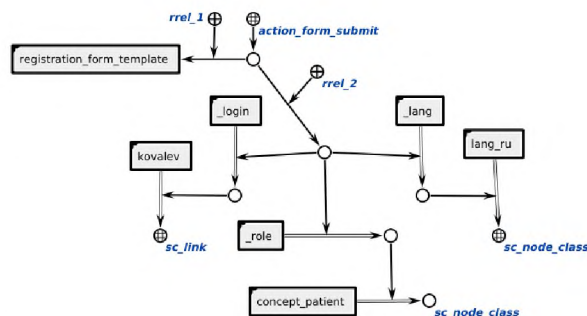 rrel_1
action_form_submit
registration_form_template
rrel_2
_login
_lang
kovalev
lang_ru
_role
sc_link
sc_node_class
concept_patient
sc_node_class